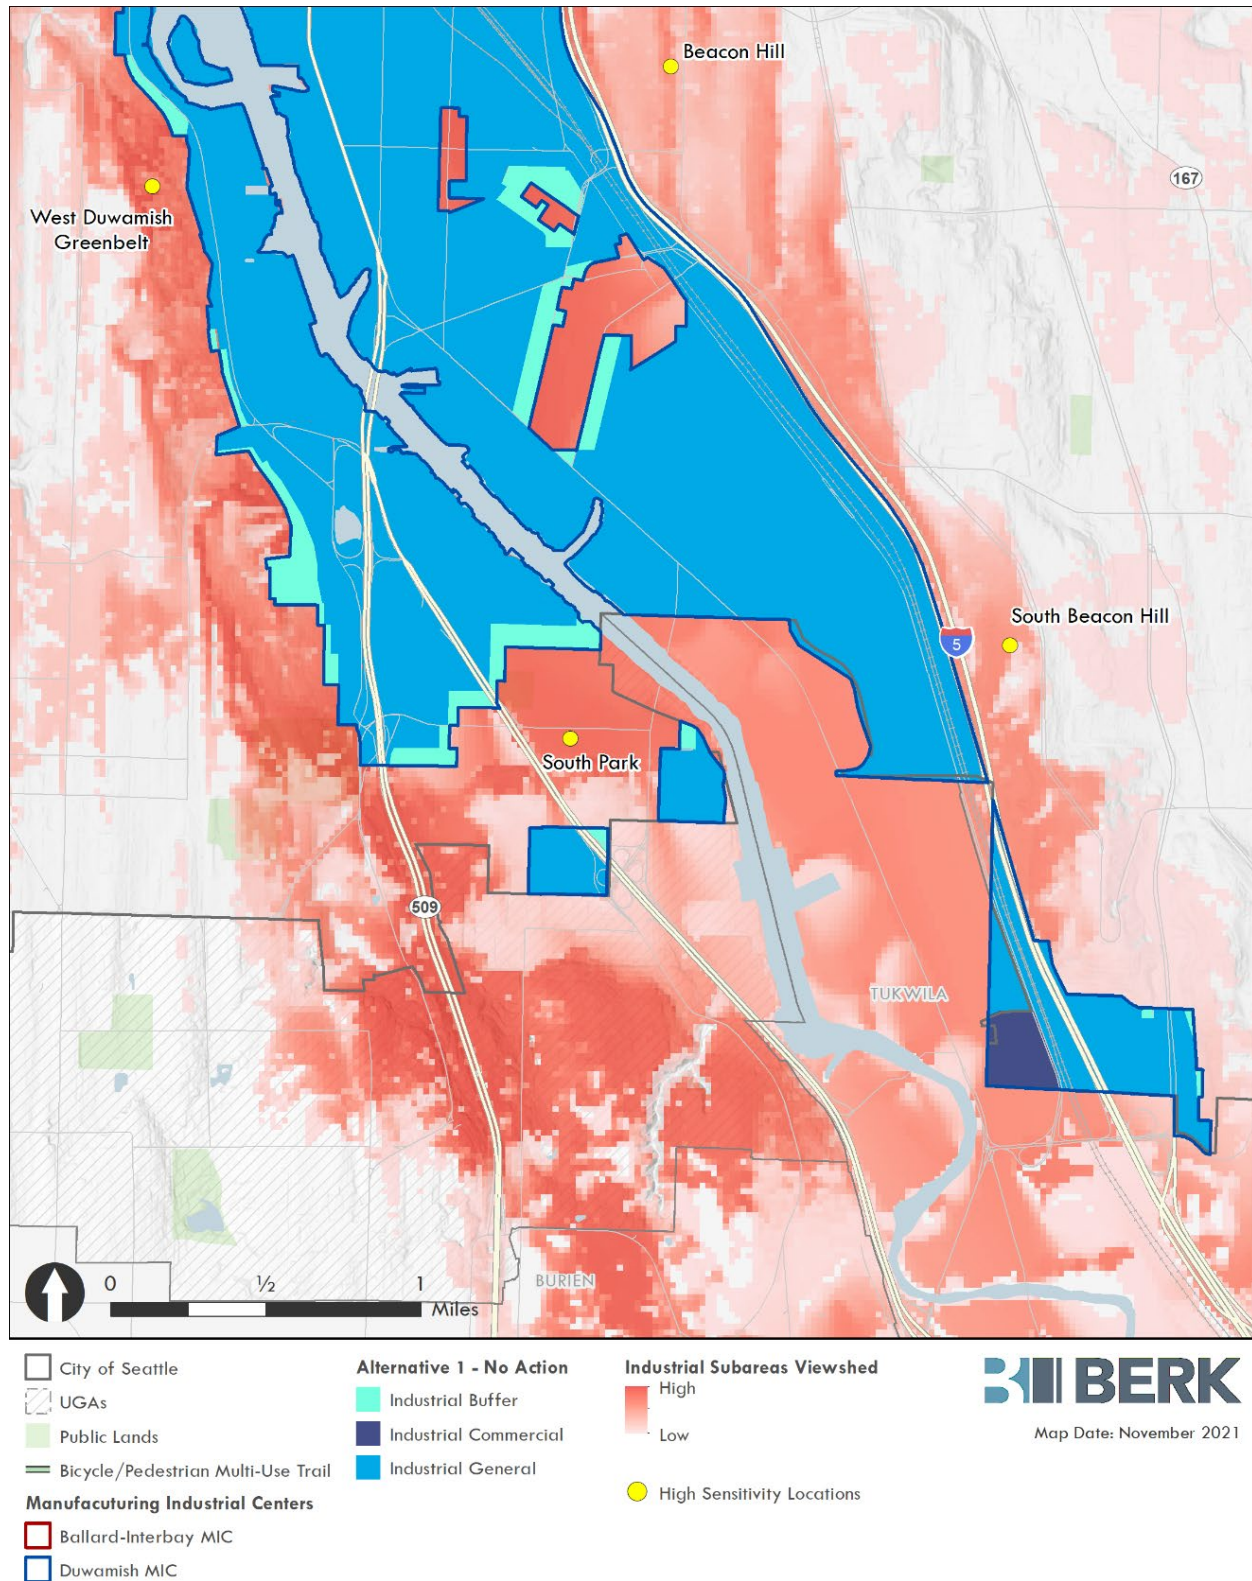 Beacon Hill
167
West Duwamish
Greenbelt
South Beacon Hill
5
South Park
509
TUKWILA
BURIEN
0 ½ 1
Miles
City of Seattle
UGAs
Public Lands
Bicycle/Pedestrian Multi-Use Trail
Manufacuturing Industrial Centers
Ballard-Interbay MIC
Duwamish MIC
Alternative 1 - No Action
Industrial Buffer
Industrial Commercial
Industrial General
Industrial Subareas Viewshed
High
Low
High Sensitivity Locations
BERK
Map Date: November 2021